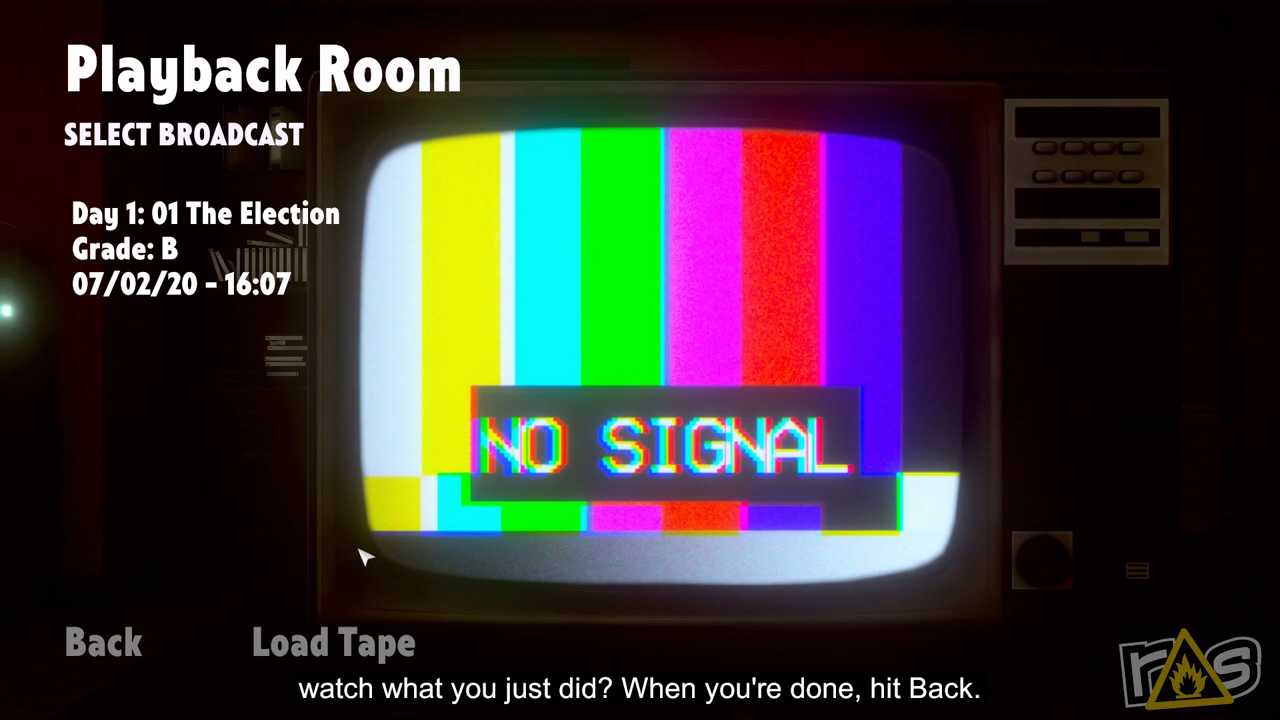 Playback Room
SELECT BROADCAST
Day 1: 01 The Election
Grade: B
07/02/20 - 16:07
NO SIGNAL
Back
Load Tape
watch what you just did? When you're done, hit Back.
ras